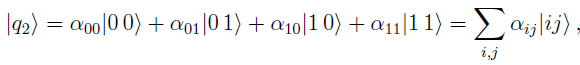 |q₂⟩ = α₀₀|0 0⟩ + α₀₁|0 1⟩ + α₁₀|1 0⟩ + α₁₁|1 1⟩ = ∑_{i,j} α_{ij}|ij⟩ ,